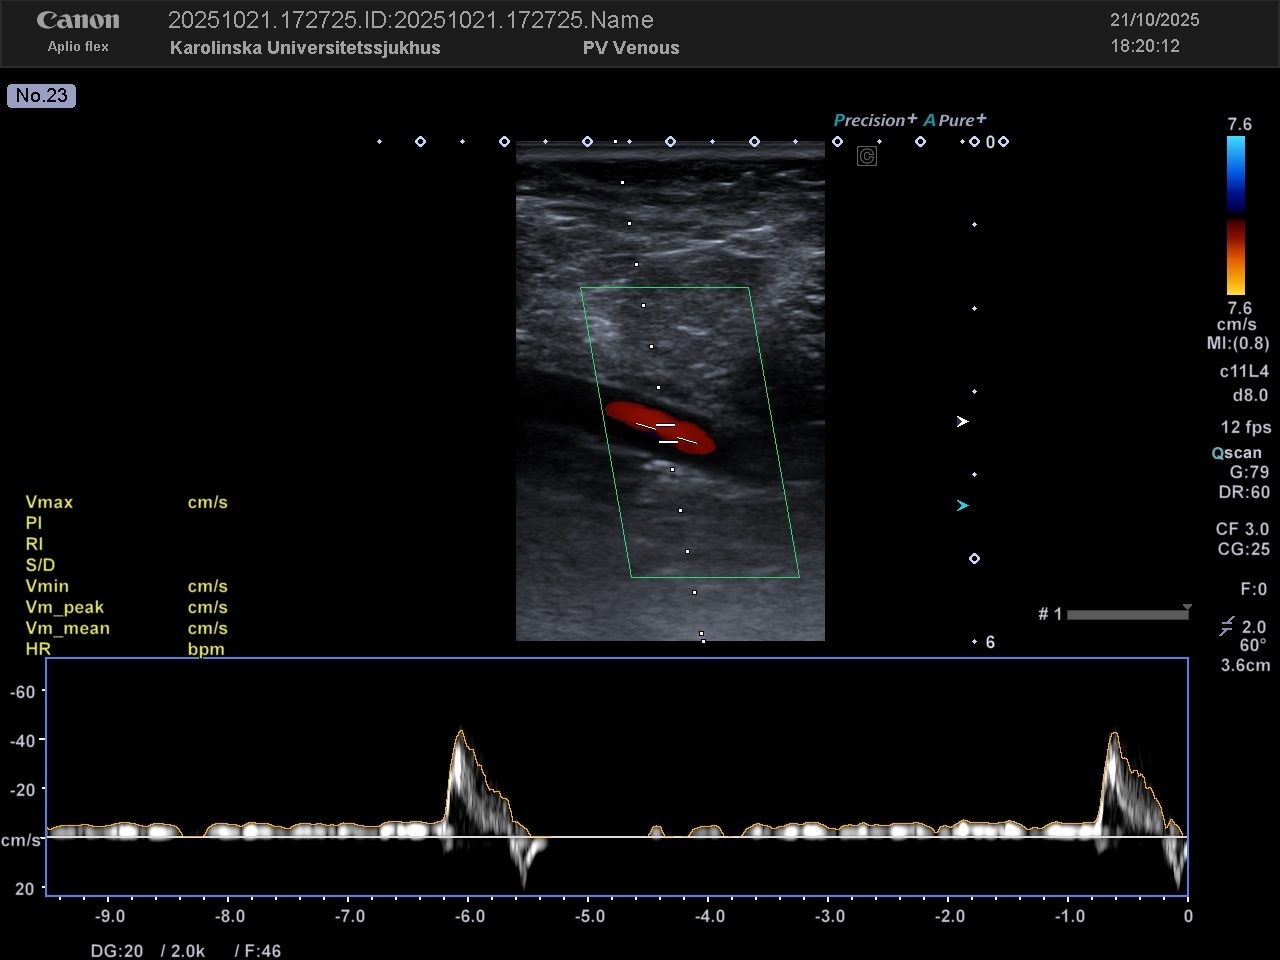 Canon
Aplio flex
20251021.172725.ID:20251021.172725.Name
Karolinska Universitetssjukhus PV Venous
21/10/2025
18:20:12
No.23
Precision+ A Pure+
C
0
6
7.6
7.6
cm/s
MI:(0.8)
c11L4
d8.0
12 fps
Qscan
G:79
DR:60
CF 3.0
CG:25
F:0
# 1
2.0
60°
3.6cm
Vmax cm/s
PI
RI
S/D
Vmin cm/s
Vm_peak cm/s
Vm_mean cm/s
HR bpm
-60
-40
-20
cm/s
20
-9.0 -8.0 -7.0 -6.0 -5.0 -4.0 -3.0 -2.0 -1.0 0
DG:20 / 2.0k / F:46